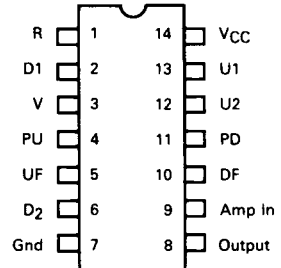 R 1 14 VCC
D1 2 13 U1
V 3 12 U2
PU 4 11 PD
UF 5 10 DF
D2 6 9 Amp In
Gnd 7 8 Output